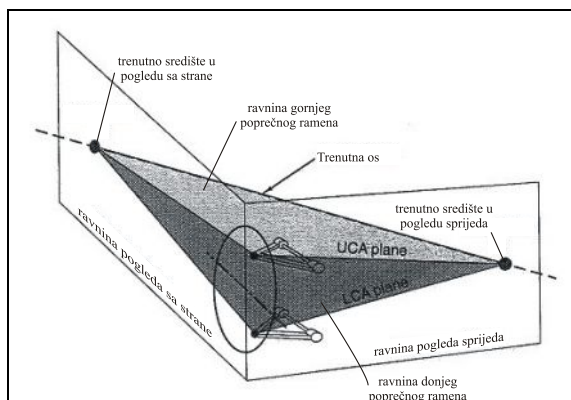 trenutno središte u
pogledu sa strane
ravnina gornjeg
poprečnog ramena
Trenutna os
trenutno središte u
pogledu sprijeda
ravnina pogleda sa strane
UCA plane
LCA plane
ravnina pogleda sprijeda
ravnina donjeg
poprečnog ramena